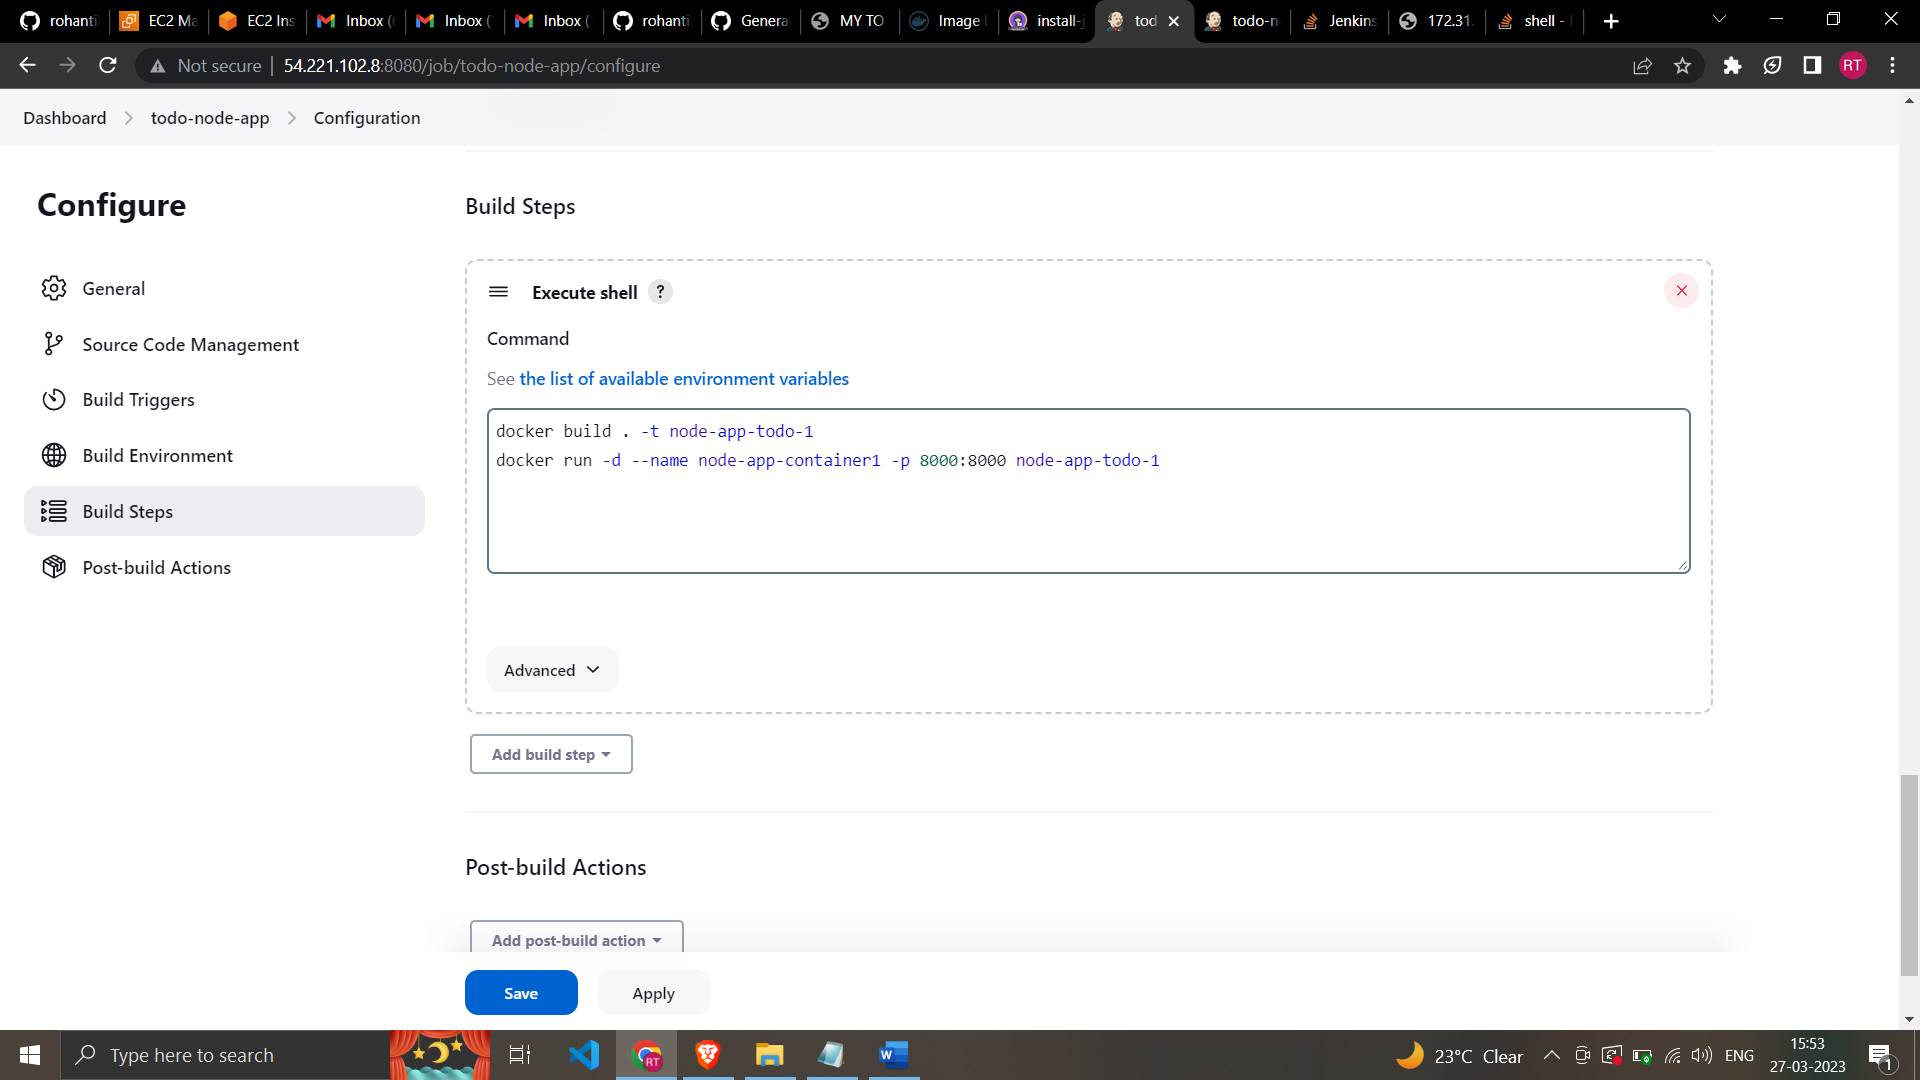 rohanti
EC2 Ma
EC2 Ins
Inbox (
Inbox (
Inbox (
rohanti
General
MY TO
Image
install-j
tod
todo-n
Jenkins
172.31.
shell -
Not secure
54.221.102.8:8080/job/todo-node-app/configure
RT
Dashboard
todo-node-app
Configuration
Configure
General
Source Code Management
Build Triggers
Build Environment
Build Steps
Post-build Actions
Build Steps
Execute shell ?
Command
See the list of available environment variables
docker build . -t node-app-todo-1
docker run -d --name node-app-container1 -p 8000:8000 node-app-todo-1
Advanced
Add build step
Post-build Actions
Add post-build action
Save
Apply
Type here to search
RT
23°C Clear
ENG
15:53
27-03-2023
1